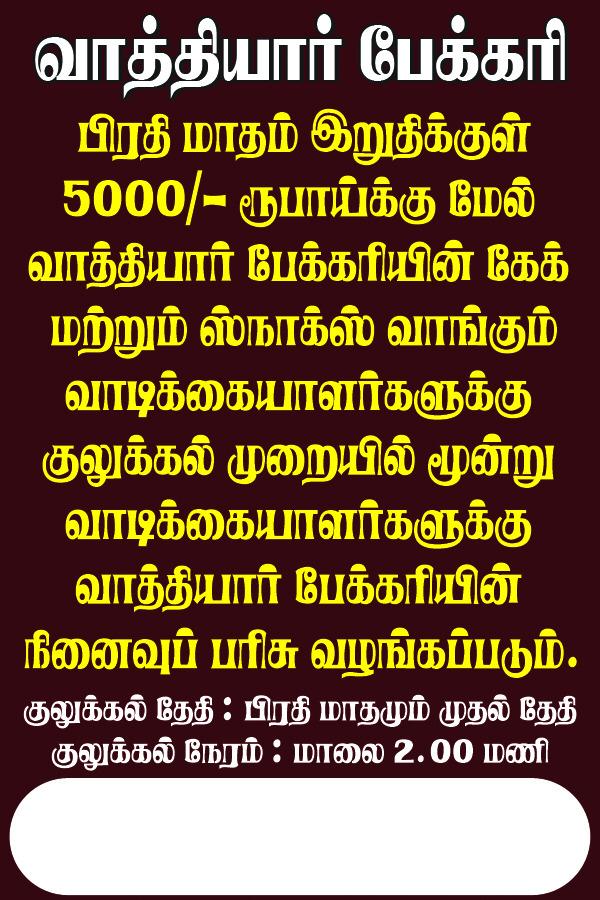 வாத்தியார் பேக்கரி
பிரதி மாதம் இறுதிக்குள்
5000/- ரூபாய்க்கு மேல்
வாத்தியார் பேக்கரியின் கேக்
மற்றும் ஸ்நாக்ஸ் வாங்கும்
வாடிக்கையாளர்களுக்கு
குலுக்கல் முறையில் மூன்று
வாடிக்கையாளர்களுக்கு
வாத்தியார் பேக்கரியின்
நினைவுப் பரிசு வழங்கப்படும்.
குலுக்கல் தேதி : பிரதி மாதமும் முதல் தேதி
குலுக்கல் நேரம் : மாலை 2.00 மணி